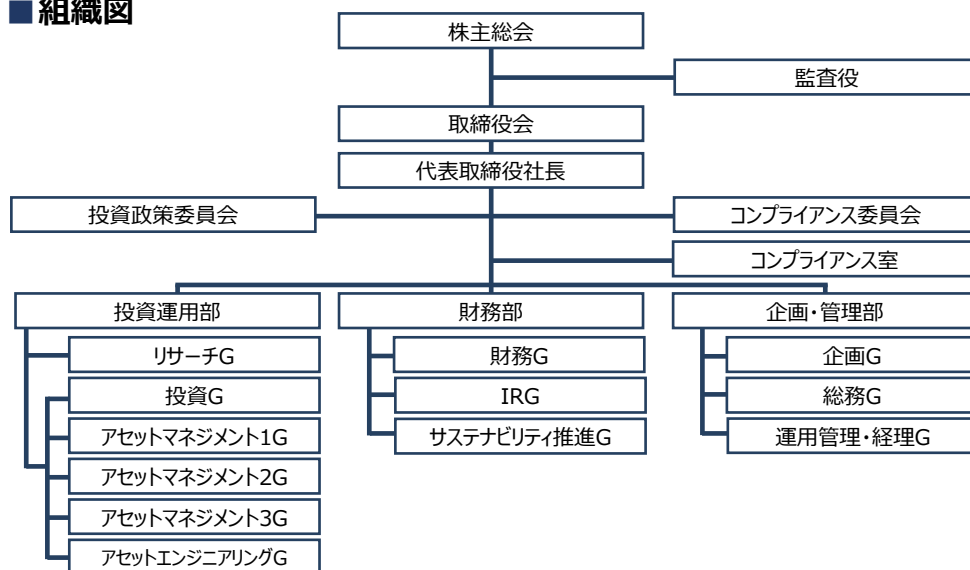 ■組織図
株主総会
監査役
取締役会
代表取締役社長
投資政策委員会
コンプライアンス委員会
コンプライアンス室
投資運用部
財務部
企画・管理部
リサーチG
財務G
企画G
投資G
IRG
総務G
アセットマネジメント1G
サステナビリティ推進G
運用管理・経理G
アセットマネジメント2G
アセットマネジメント3G
アセットエンジニアリングG